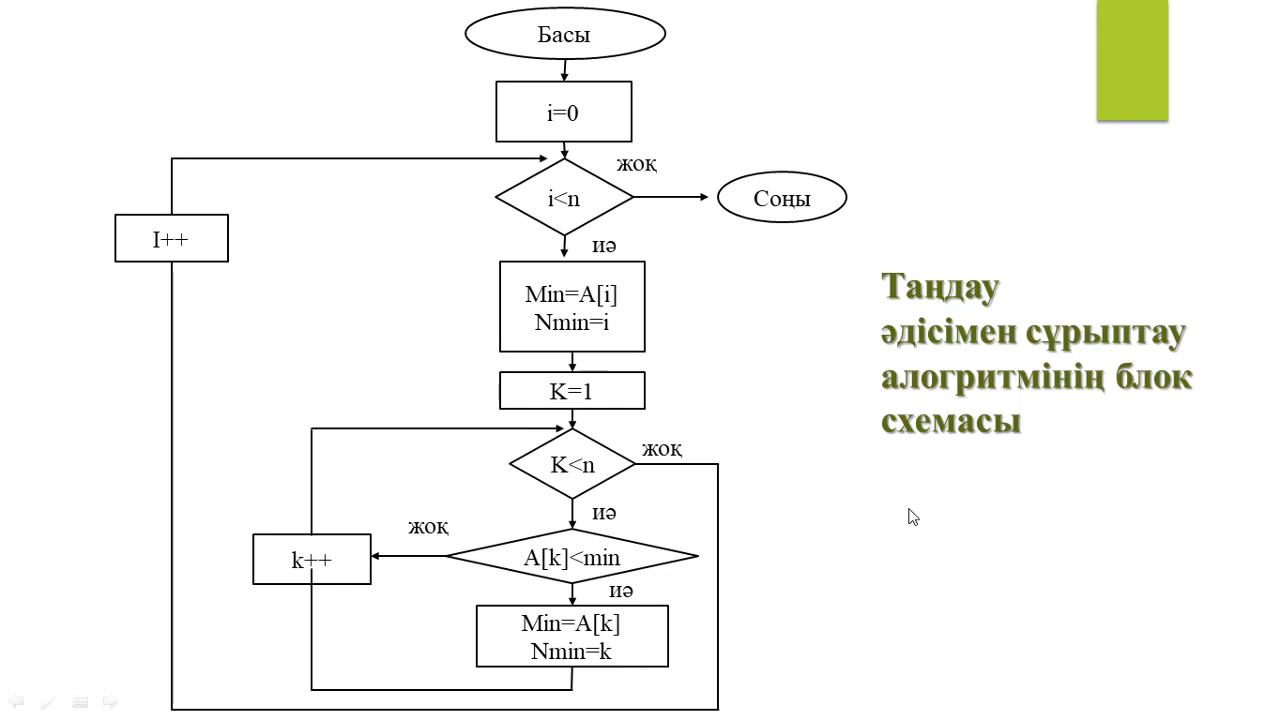 Басы
i=0
жоқ
i<n
Соңы
I++
иә
Min=A[i]
Nmin=i
Таңдау
әдісімен сұрыптау
алогритмінің блок
схемасы
K=1
жоқ
K<n
иә
жоқ
k++
A[k]<min
иә
Min=A[k]
Nmin=k